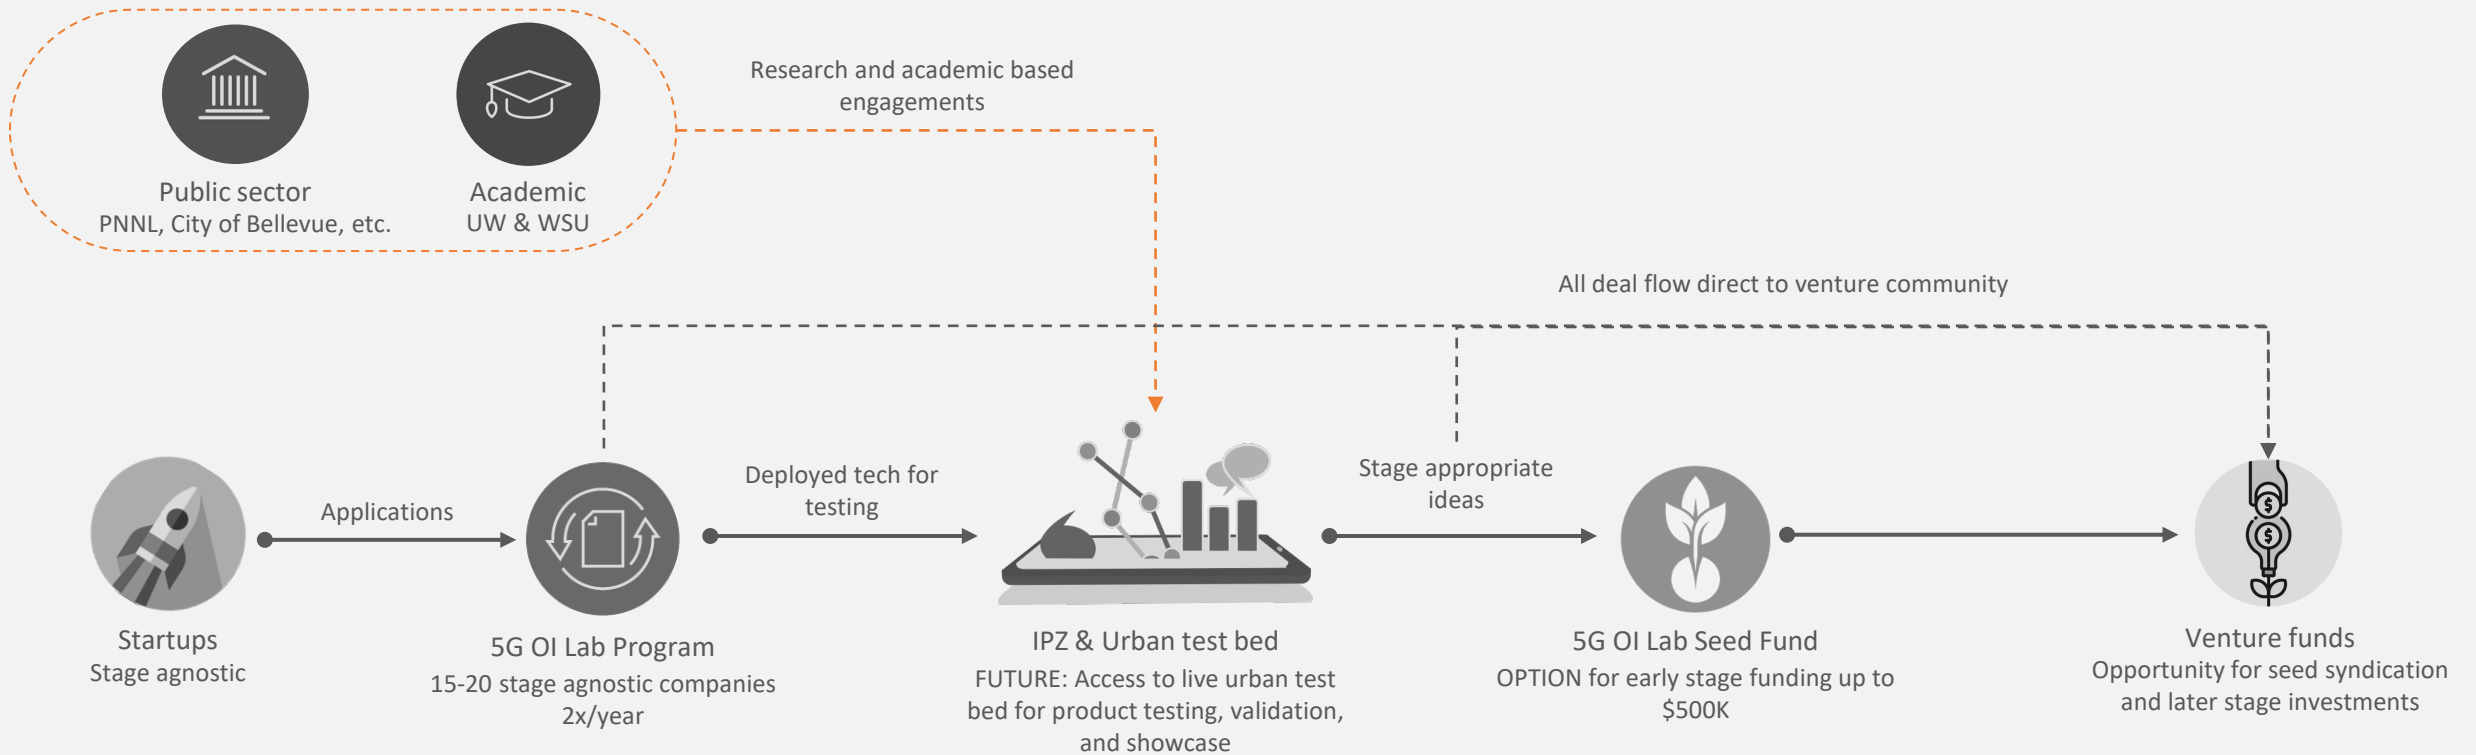 Research and academic based
engagements
Public sector
PNNL, City of Bellevue, etc.
Academic
UW & WSU
All deal flow direct to venture community
Applications
Deployed tech for
testing
Stage appropriate
ideas
$
$
Startups
Stage agnostic
5G OI Lab Program
15-20 stage agnostic companies
2x/year
IPZ & Urban test bed
FUTURE: Access to live urban test
bed for product testing, validation,
and showcase
5G OI Lab Seed Fund
OPTION for early stage funding up to
$500K
Venture funds
Opportunity for seed syndication
and later stage investments